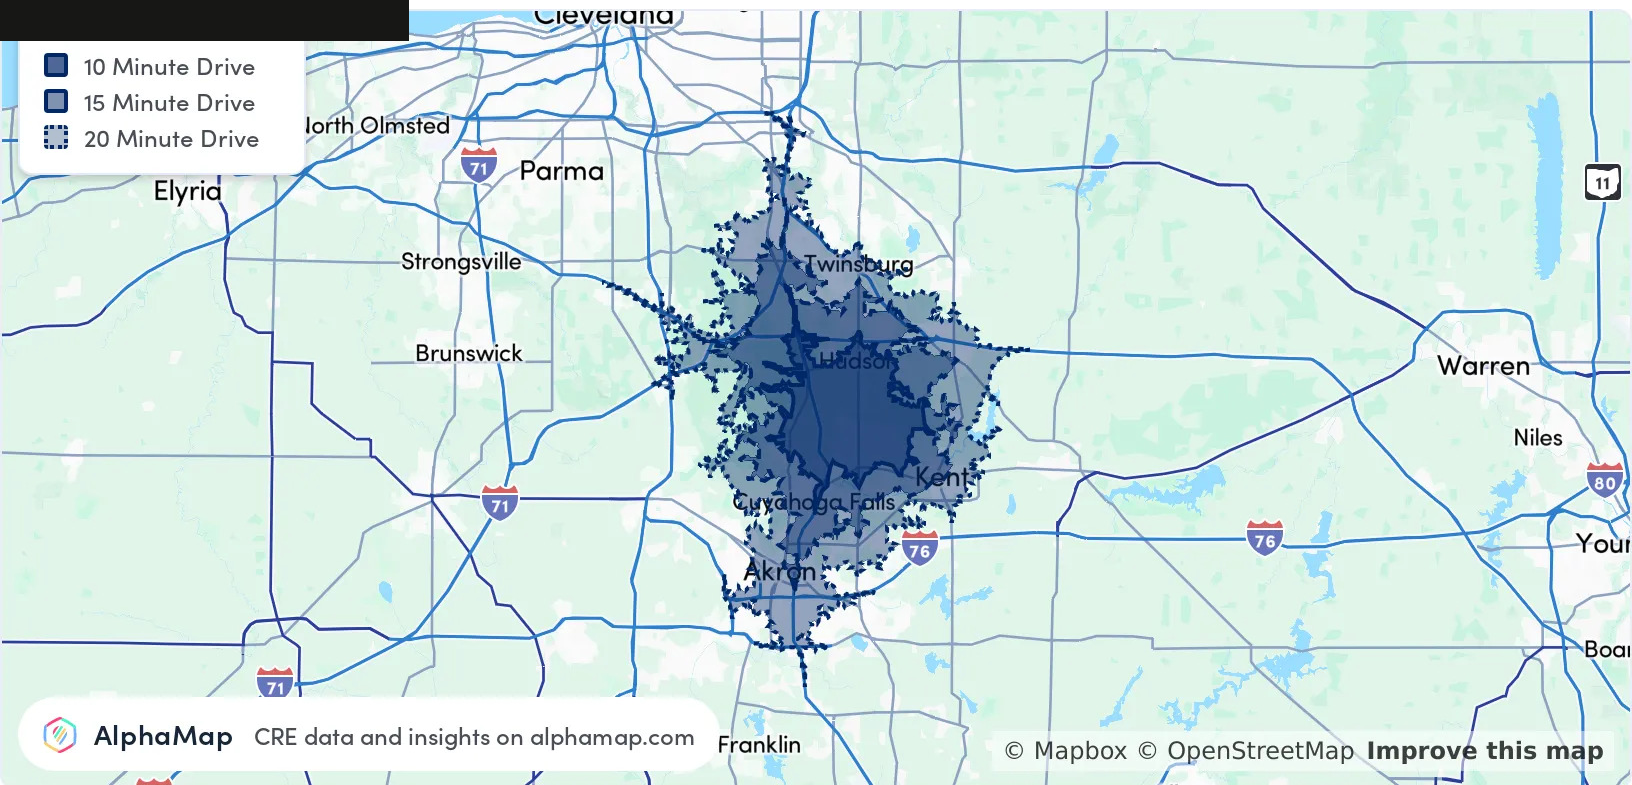 Cleveland
10 Minute Drive
15 Minute Drive
20 Minute Drive
North Olmsted
71
Parma
Elyria
11
Strongsville
Twinsburg
Brunswick
Hudson
Warren
Niles
Kent
80
71
Cuyahoga Falls
76
76
Your
Akron
Boar
71
AlphaMap CRE data and insights on alphamap.com
Franklin
© Mapbox © OpenStreetMap Improve this map